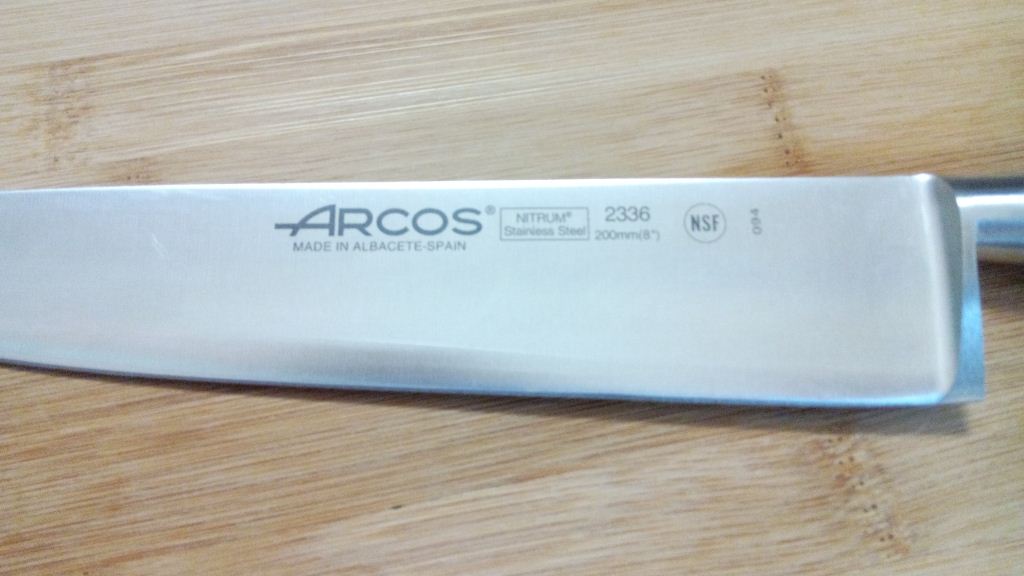 ARCOS®
MADE IN ALBACETE-SPAIN
NITRUM®
Stainless Steel
2336
200mm(8")
NSF
094